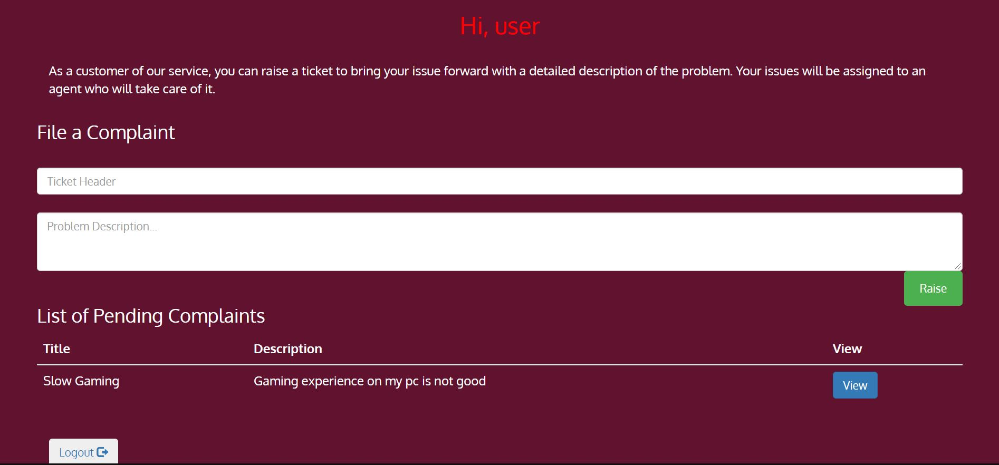 Hi, user
As a customer of our service, you can raise a ticket to bring your issue forward with a detailed description of the problem. Your issues will be assigned to an
agent who will take care of it.
File a Complaint
Ticket Header
Problem Description...
Raise
List of Pending Complaints
Title Description View
Slow Gaming Gaming experience on my pc is not good View
Logout